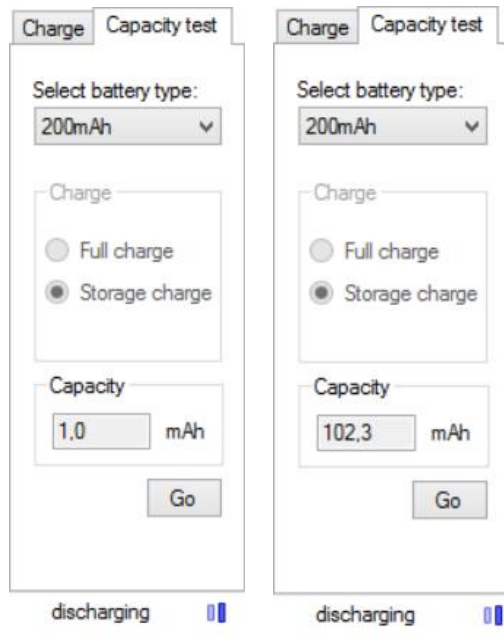 Charge Capacity test
Select battery type:
200mAh
Charge
Full charge
Storage charge
Capacity
1,0 mAh
Go
discharging
Charge Capacity test
Select battery type:
200mAh
Charge
Full charge
Storage charge
Capacity
102,3 mAh
Go
discharging